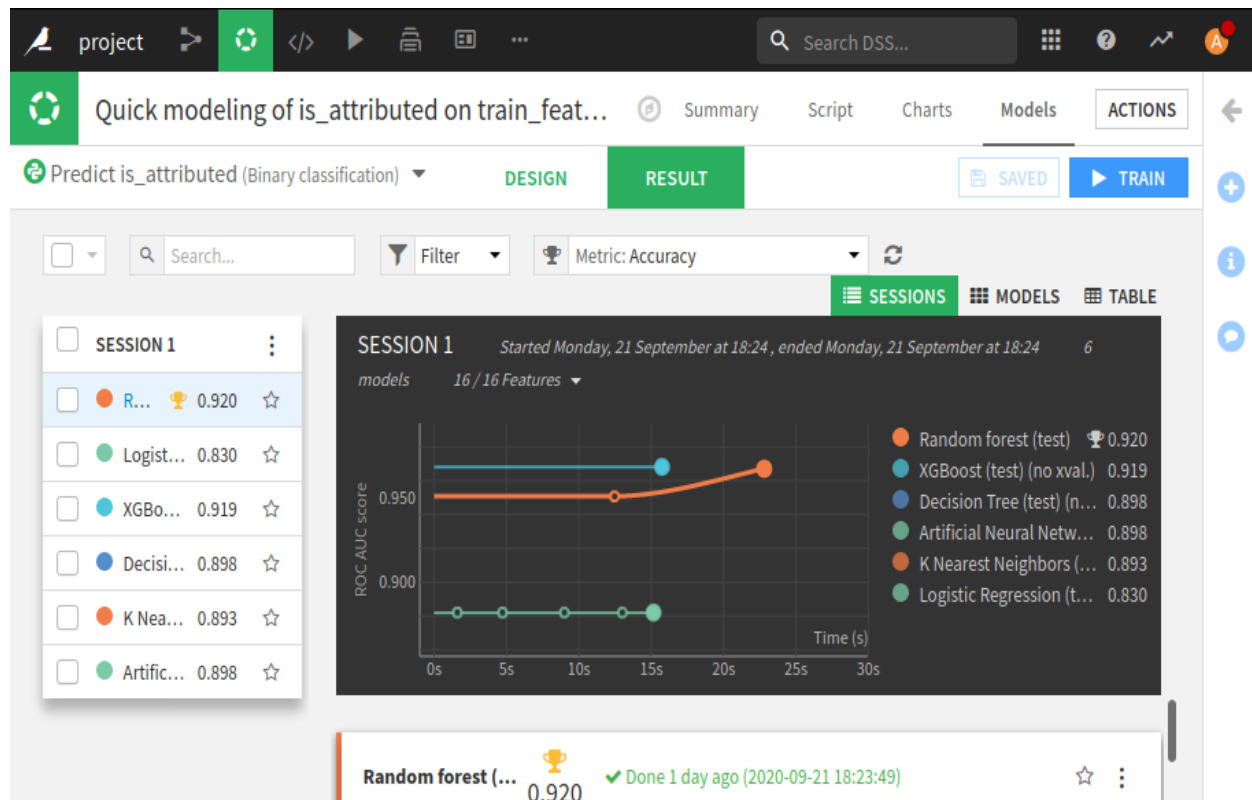 project </> ... Search DSS... A
Quick modeling of is_attributed on train_feat... Summary Script Charts Models ACTIONS
Predict is_attributed (Binary classification) DESIGN RESULT SAVED TRAIN
Search... Filter Metric: Accuracy
SESSIONS MODELS TABLE
SESSION 1
R... 0.920
Logist... 0.830
XGBo... 0.919
Decisi... 0.898
K Nea... 0.893
Artific... 0.898
SESSION 1 Started Monday, 21 September at 18:24 , ended Monday, 21 September at 18:24 6
models 16 / 16 Features
ROC AUC score
0.950
0.900
Time (s)
0s 5s 10s 15s 20s 25s 30s
Random forest (test) 0.920
XGBoost (test) (no xval.) 0.919
Decision Tree (test) (n... 0.898
Artificial Neural Netw... 0.898
K Nearest Neighbors (... 0.893
Logistic Regression (t... 0.830
Random forest (... 0.920 Done 1 day ago (2020-09-21 18:23:49)